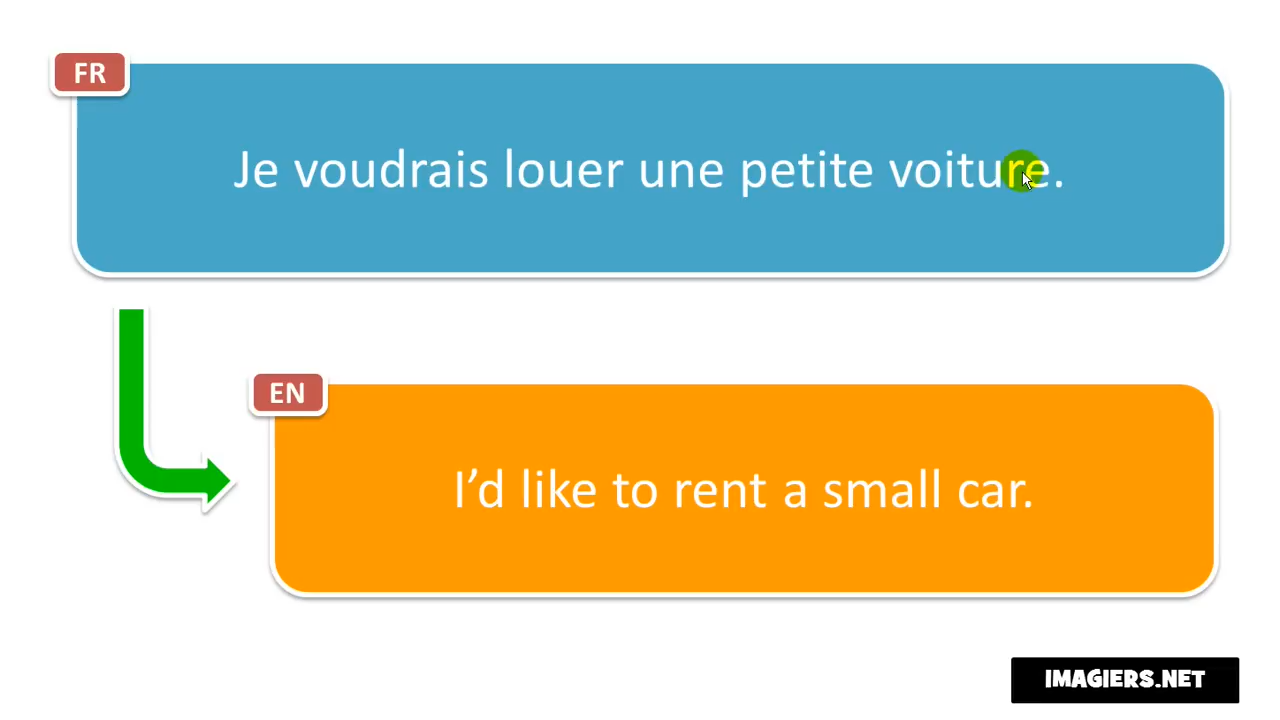 FR
Je voudrais louer une petite voiture.
EN
I’d like to rent a small car.
IMAGIERS.NET